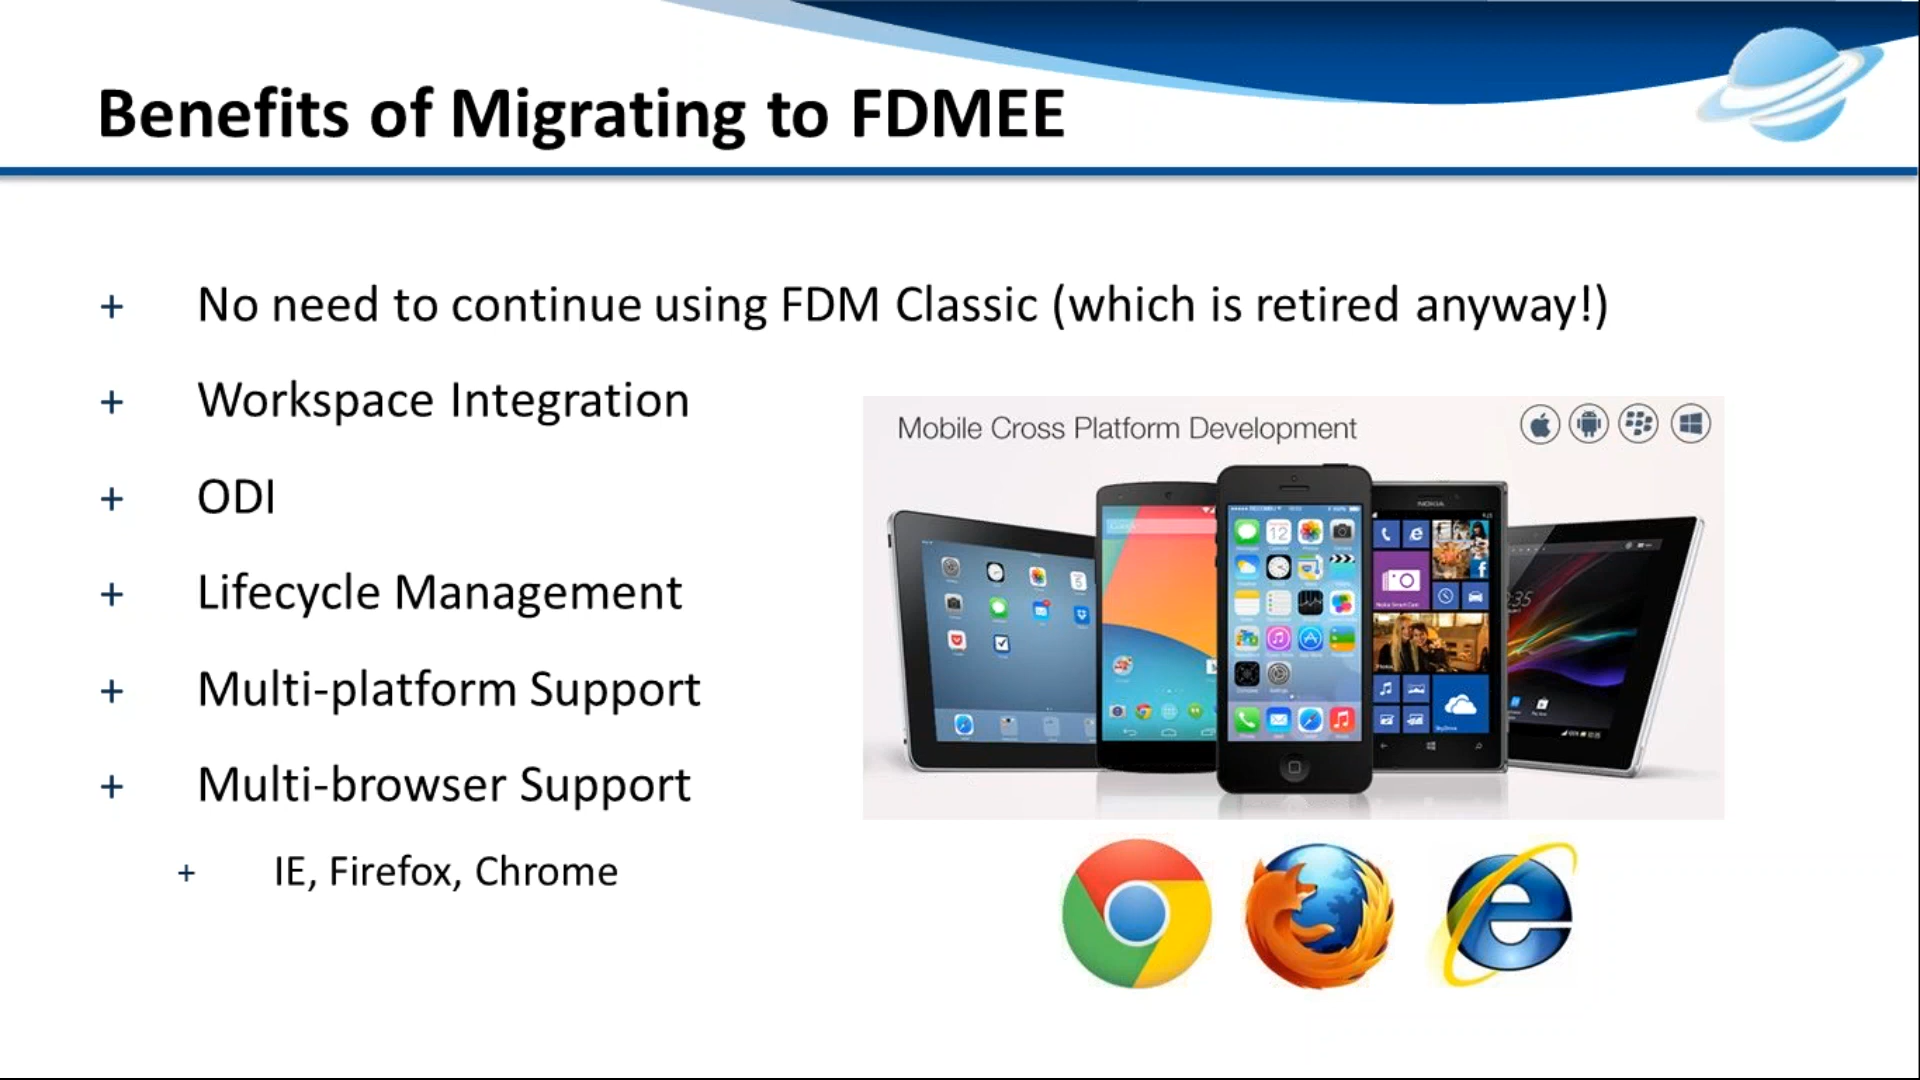 Benefits of Migrating to FDMEE
+ No need to continue using FDM Classic (which is retired anyway!)
+ Workspace Integration
+ ODI
+ Lifecycle Management
+ Multi-platform Support
+ Multi-browser Support
+ IE, Firefox, Chrome
Mobile Cross Platform Development
NOKIA